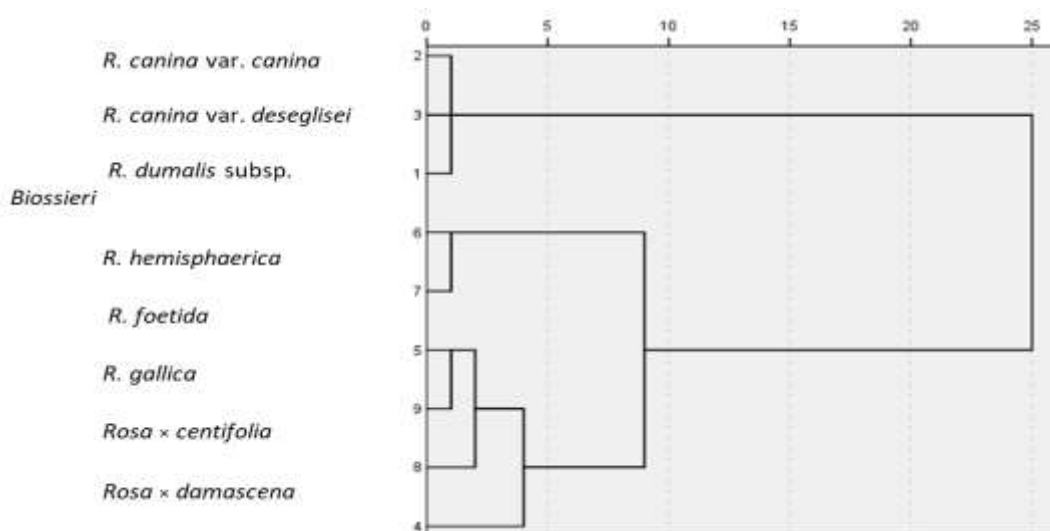 0 5 10 15 20 25
R. canina var. canina 2
R. canina var. deseglisei 3
R. dumalis subsp. 1
Biossieri
6
R. hemisphaerica
7
R. foetida
5
R. gallica
9
Rosa × centifolia
8
Rosa × damascena
4